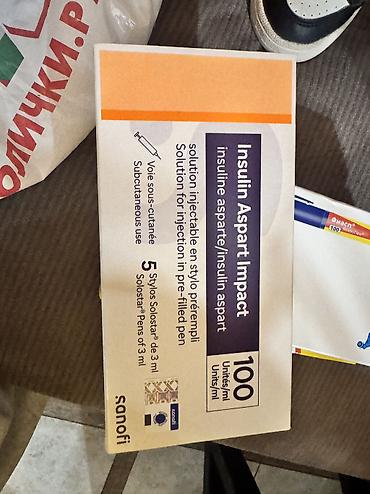 Insulin Aspart Impact
insuline asparte/insulin aspart
100
Unités/ml
Units/ml
solution injectable en stylo prérempli
Solution for injection in pre-filled pen
Voie sous-cutanée
Subcutaneous use
5 Stylos Solostar® de 3 ml
Solostar® Pens of 3 ml
sanofi
sanofi
ОЛИЧКИ.Р